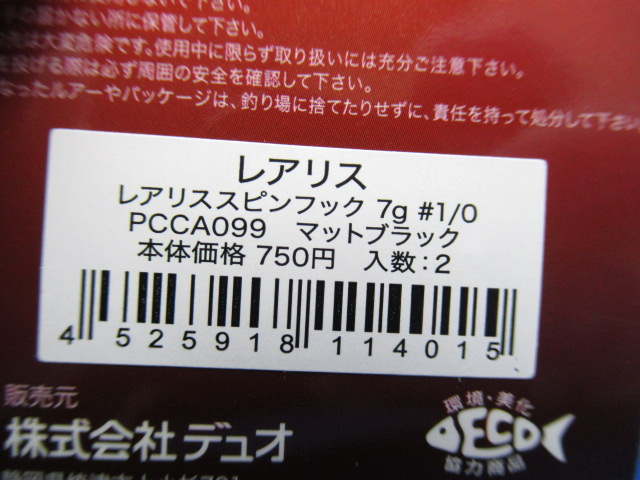 かない所に保管して下さい。
は大変危険です。使用中に限らず取り扱いには充分ご注意下さい。
投げる際は必ず周囲の安全を確認して下さい。
なったルアーやパッケージは、釣り場に捨てたりせずに、責任を持って処分して下さい
レアリス
レアリススピンフック 7g #1/0
PCCA099 マットブラック
本体価格 750円 入数:2
4 525918 114015
販売元
株式会社デュオ
環境・美化
ECO
協力商品